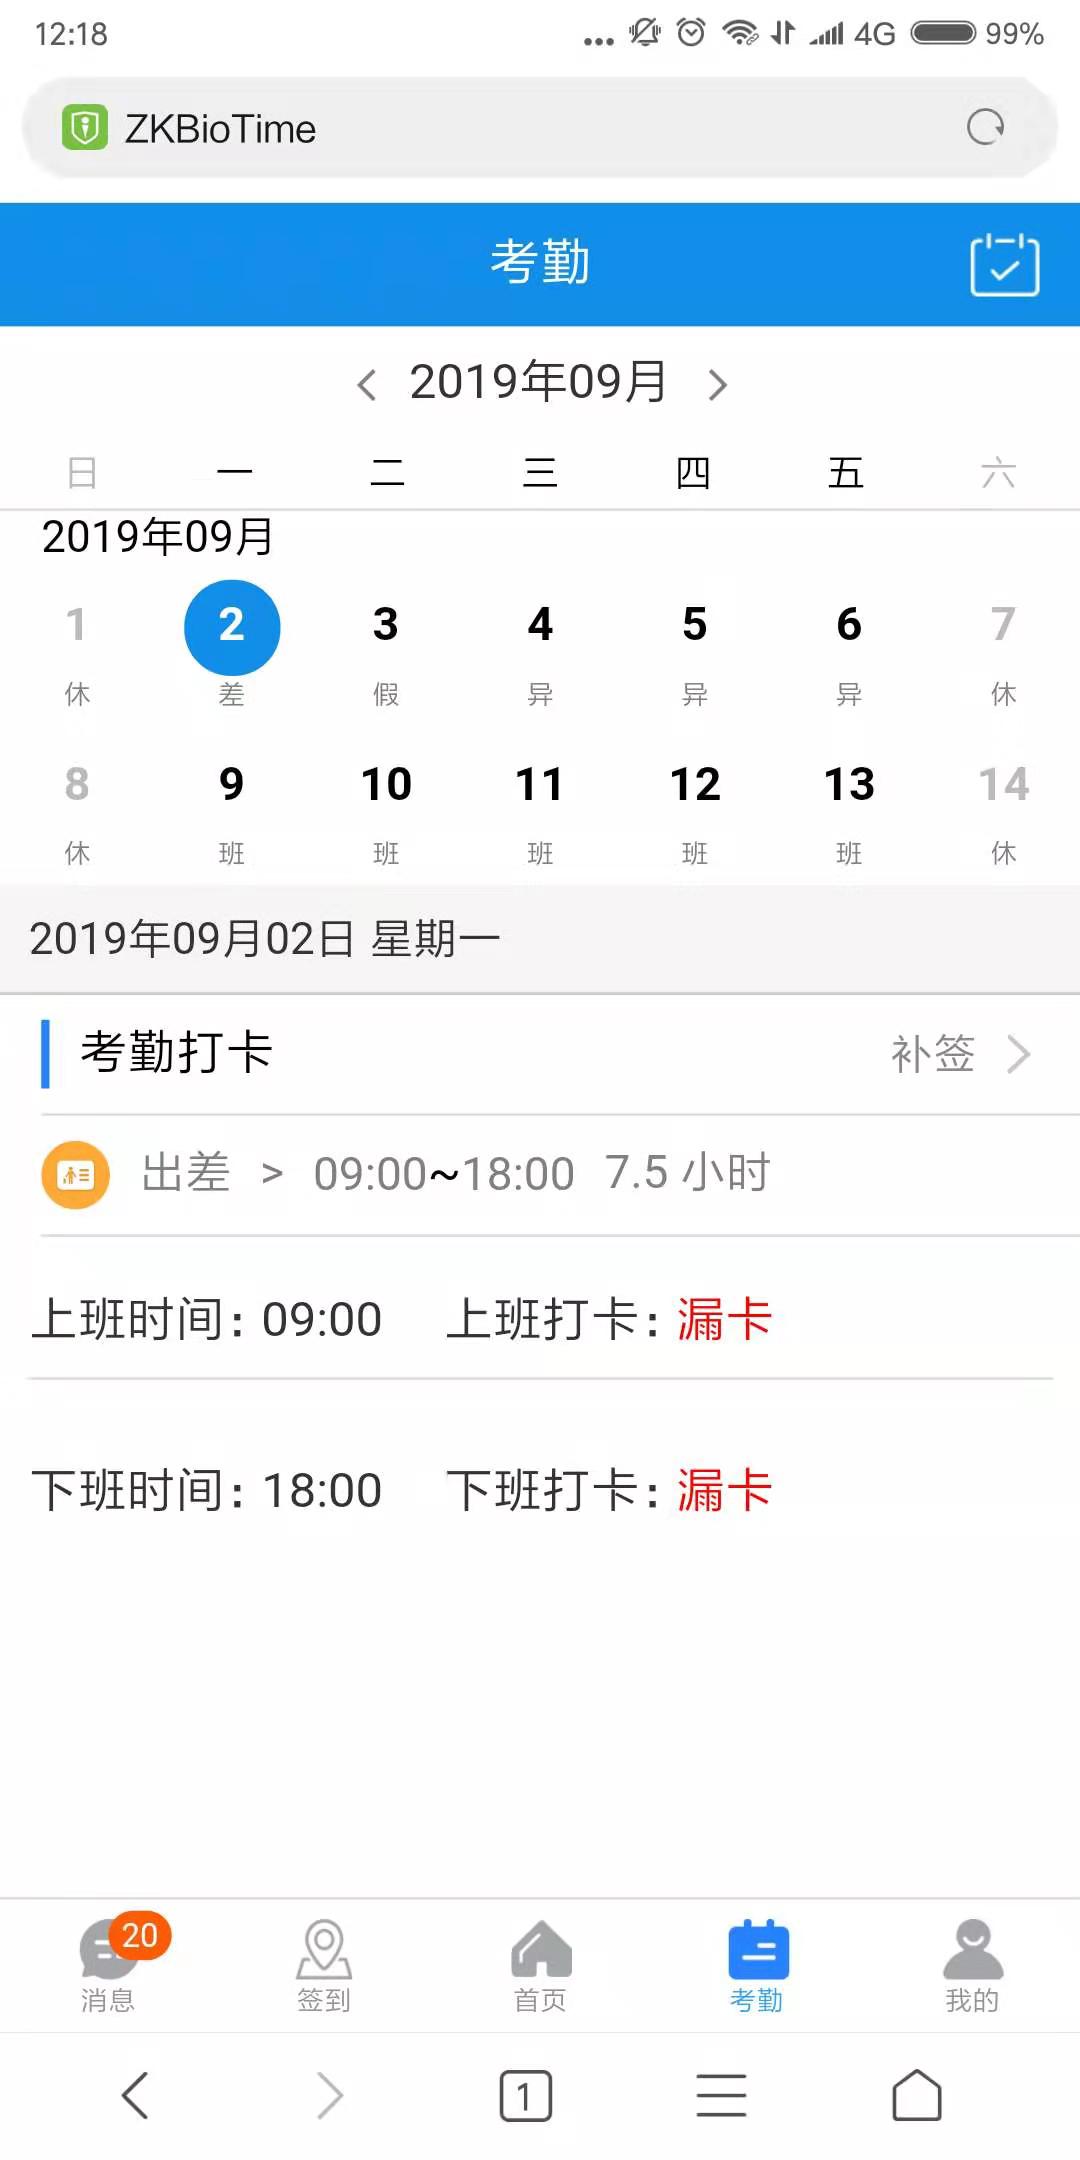 12:18 ... 4G 99%
ZKBioTime
考勤
2019年09月
日 一 二 三 四 五 六
2019年09月
1 2 3 4 5 6 7
休 差 假 异 异 异 休
8 9 10 11 12 13 14
休 班 班 班 班 班 休
2019年09月02日 星期一
考勤打卡 补签
出差 > 09:00~18:00 7.5 小时
上班时间: 09:00 上班打卡: 漏卡
下班时间: 18:00 下班打卡: 漏卡
20
消息 签到 首页 考勤 我的
1